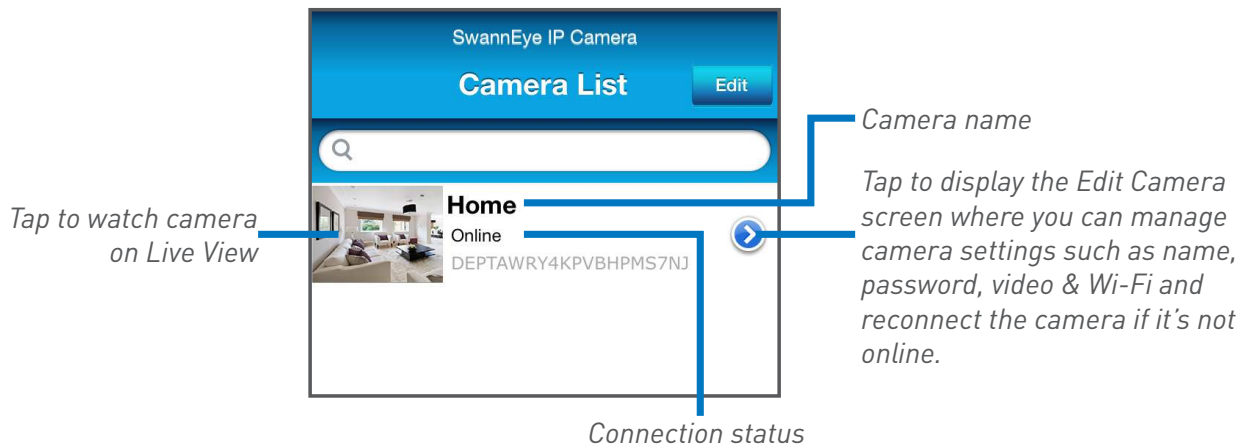 SwannEye IP Camera
Camera List
Edit
Camera name
Home
Online
DEPTAWRY4KPVBHPMS7NJ
Tap to watch camera
on Live View
Tap to display the Edit Camera
screen where you can manage
camera settings such as name,
password, video & Wi-Fi and
reconnect the camera if it's not
online.
Connection status